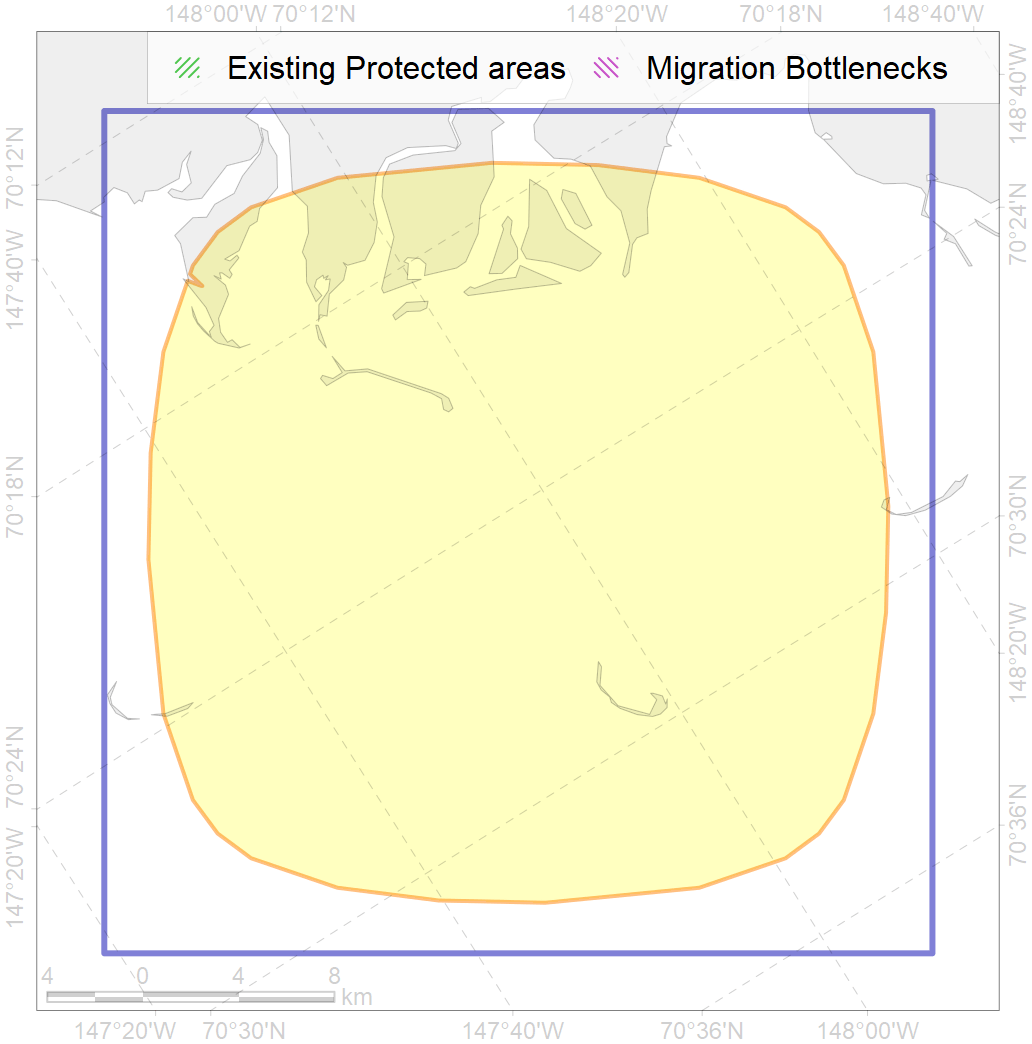 148°00'W 70°12'N 148°20'W 70°18'N 148°40'W
Existing Protected areas Migration Bottlenecks
148°40'W
70°12'N
70°24'N
147°40'W
70°18'N
70°30'N
148°20'W
70°24'N
70°36'N
147°20'W
4 0 4 8
km
147°20'W 70°30'N 147°40'W 70°36'N 148°00'W